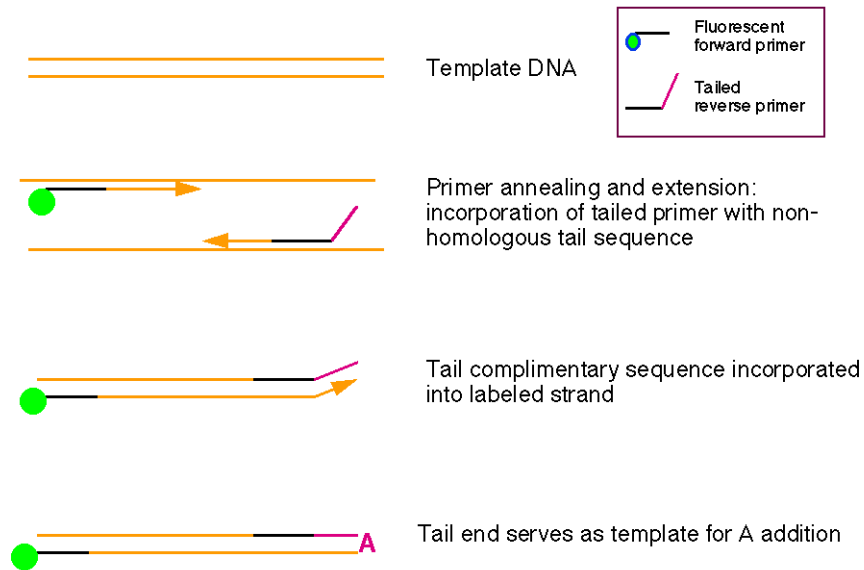 Fluorescent
forward primer
Template DNA
Tailed
reverse primer
Primer annealing and extension:
incorporation of tailed primer with non-
homologous tail sequence
Tail complimentary sequence incorporated
into labeled strand
A
Tail end serves as template for A addition